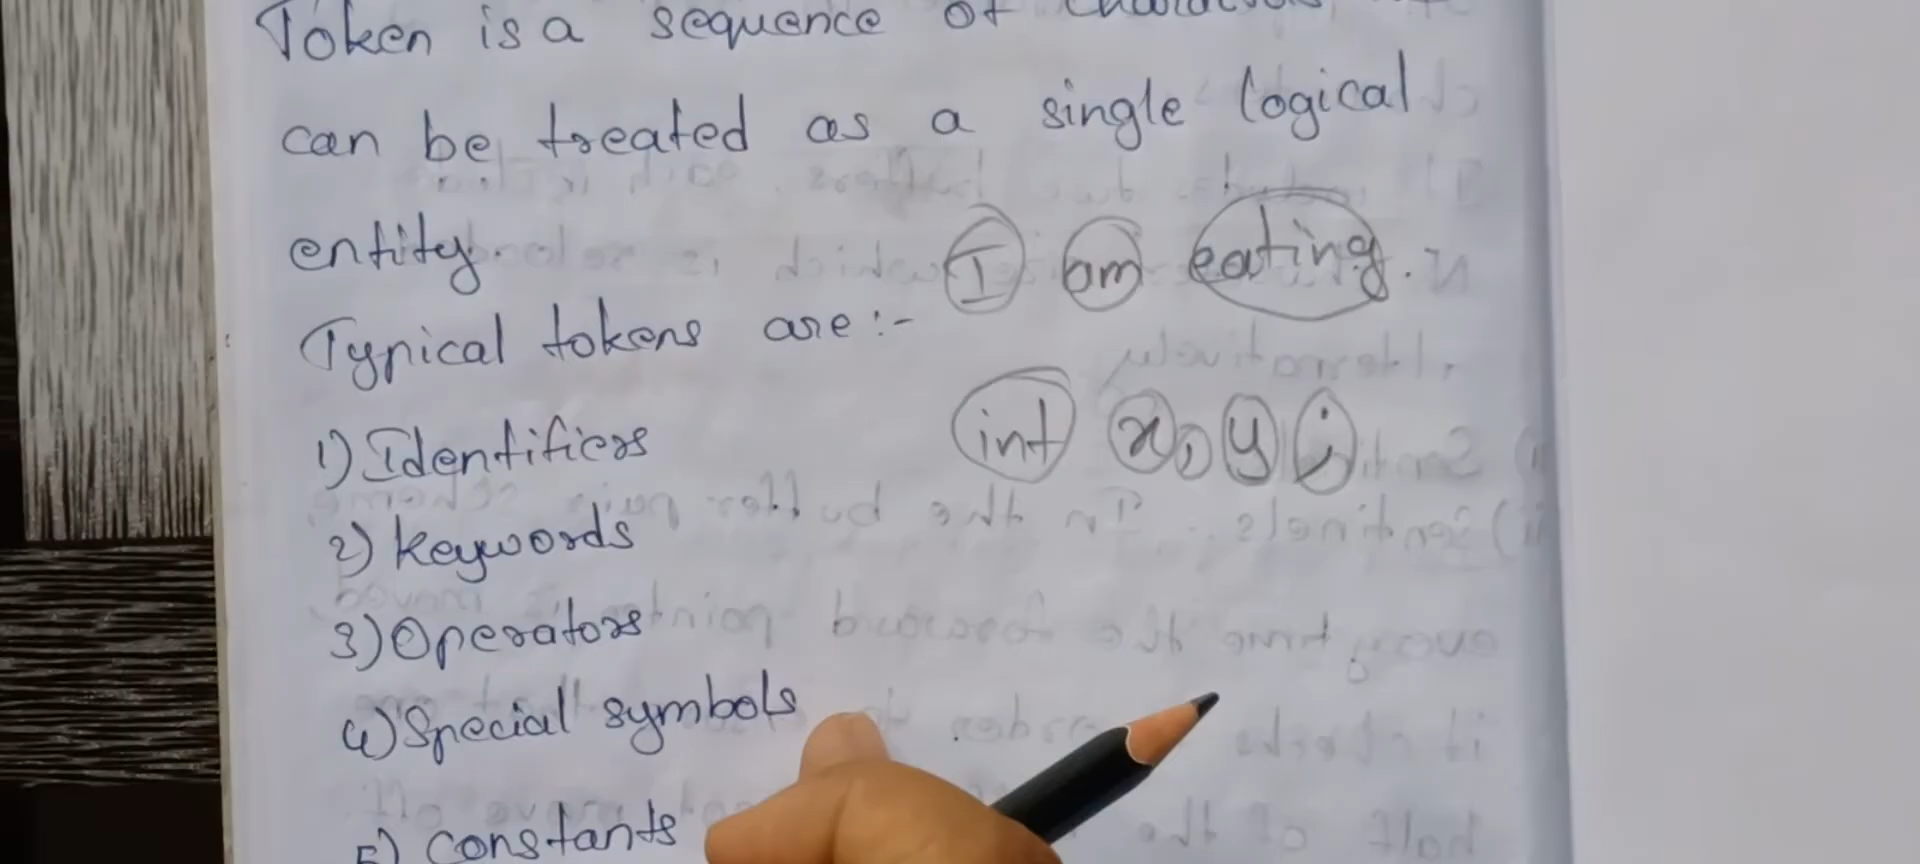 Token is a sequence of characters
can be treated as a single logical
entity.
I am eating.
Typical tokens are :-
int x, y ;
1) Identifiers
2) keywords
3) Operators
4) Special symbols
5) constants